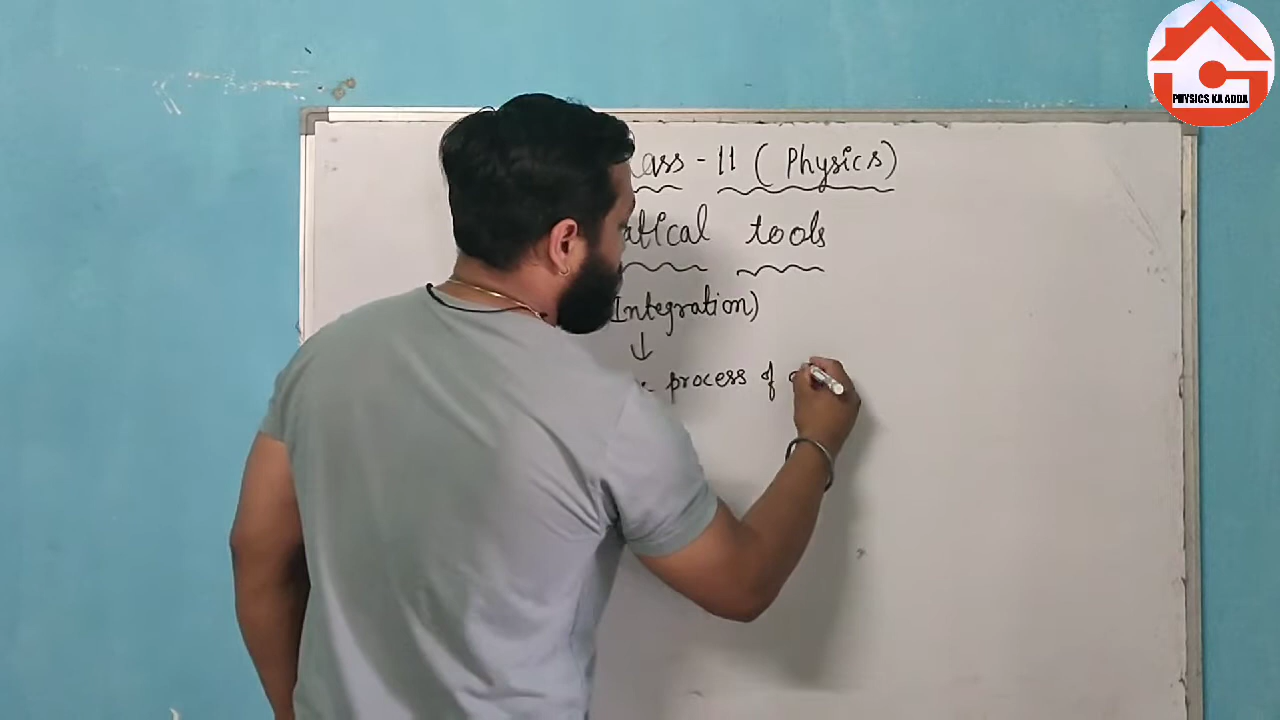 PHYSICS KA ADDA
ass - 11 ( Physics )
atical tools
Integration)
↓
process of